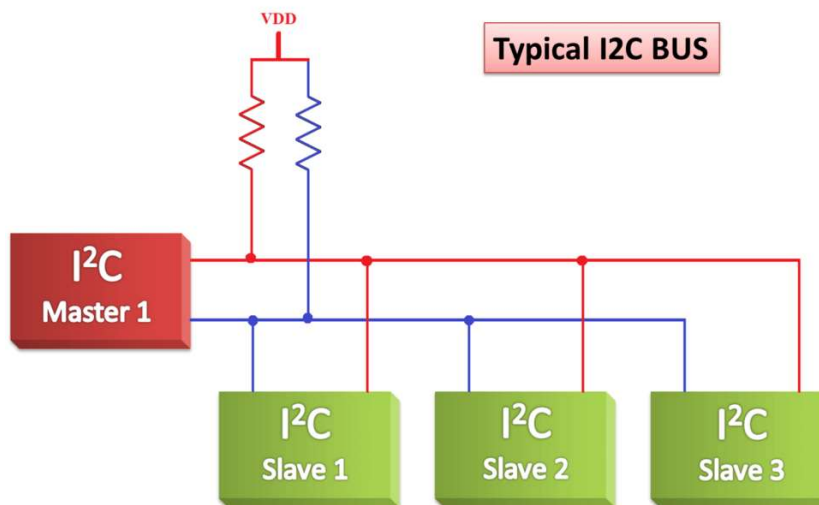 VDD
Typical I2C BUS
I²C
Master 1
I²C
Slave 1
I²C
Slave 2
I²C
Slave 3